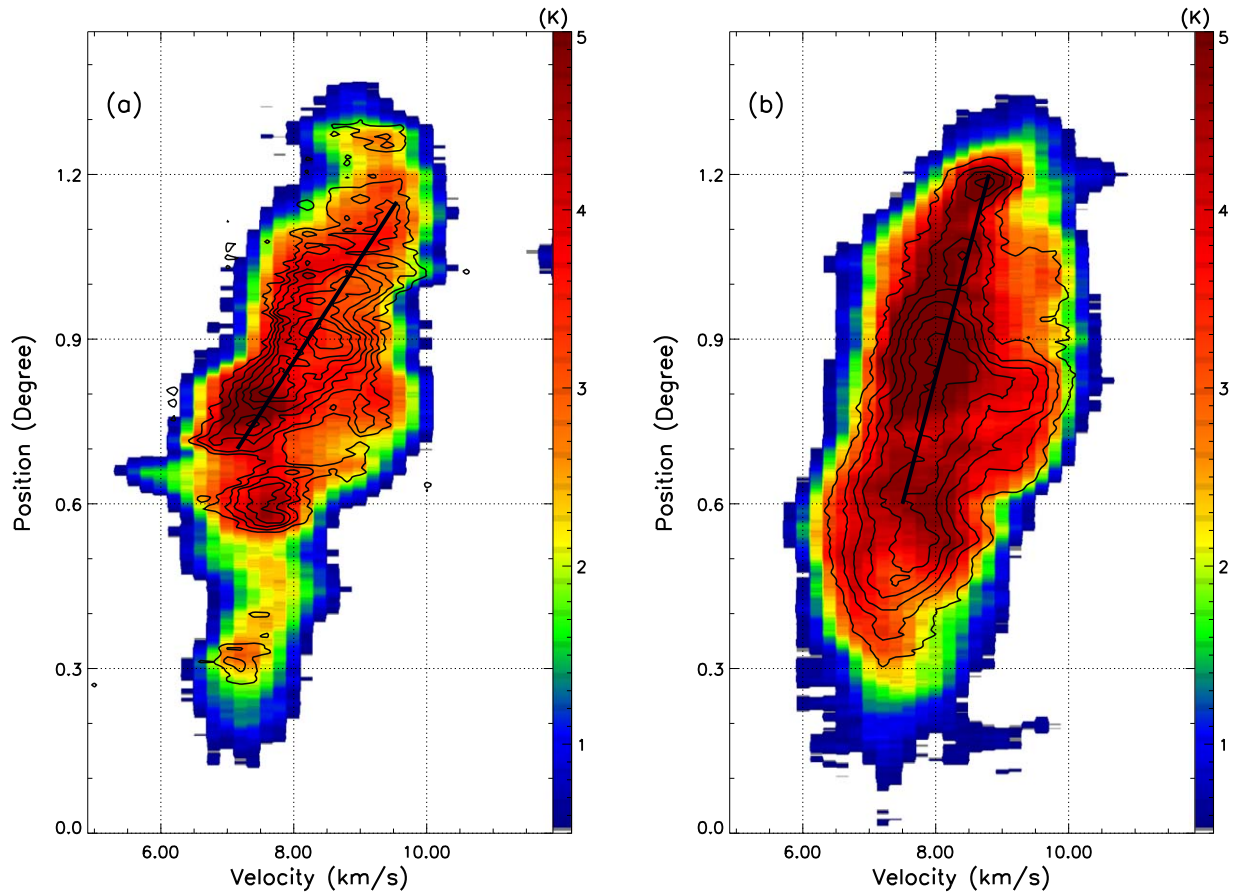 (K)
(K)
(a)
(b)
5
4
3
2
1
5
4
3
2
1
1.2
0.9
0.6
0.3
0.0
1.2
0.9
0.6
0.3
0.0
Position (Degree)
Position (Degree)
6.00 8.00 10.00
6.00 8.00 10.00
Velocity (km/s)
Velocity (km/s)